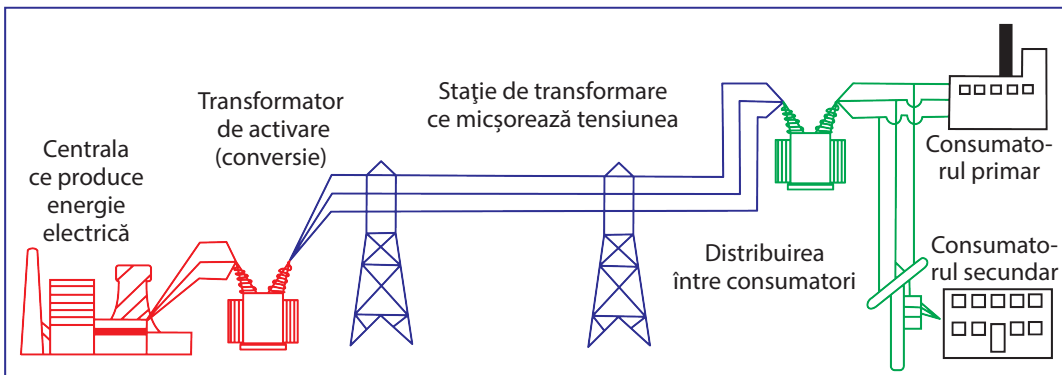 Centrala
ce produce
energie
electrică
Transformator
de activare
(conversie)
Staţie de transformare
ce micșorează tensiunea
Distribuirea
între consumatori
Consumato-
rul primar
Consumato-
rul secundar